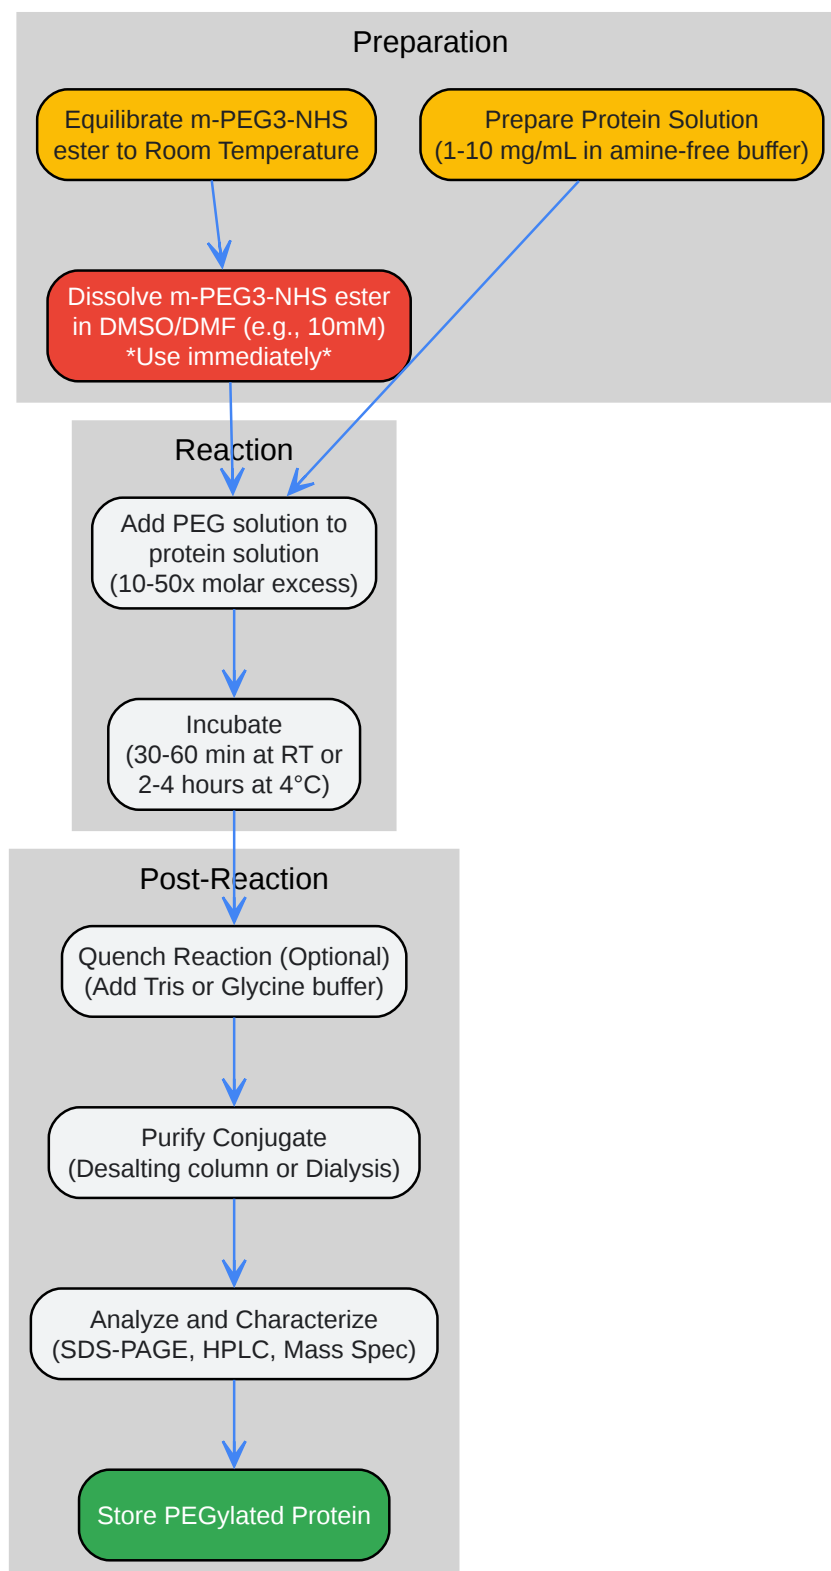 Preparation
Equilibrate m-PEG3-NHS
ester to Room Temperature
Prepare Protein Solution
(1-10 mg/mL in amine-free buffer)
Dissolve m-PEG3-NHS ester
in DMSO/DMF (e.g., 10mM)
*Use immediately*
Reaction
Add PEG solution to
protein solution
(10-50x molar excess)
Incubate
(30-60 min at RT or
2-4 hours at 4°C)
Post-Reaction
Quench Reaction (Optional)
(Add Tris or Glycine buffer)
Purify Conjugate
(Desalting column or Dialysis)
Analyze and Characterize
(SDS-PAGE, HPLC, Mass Spec)
Store PEGylated Protein